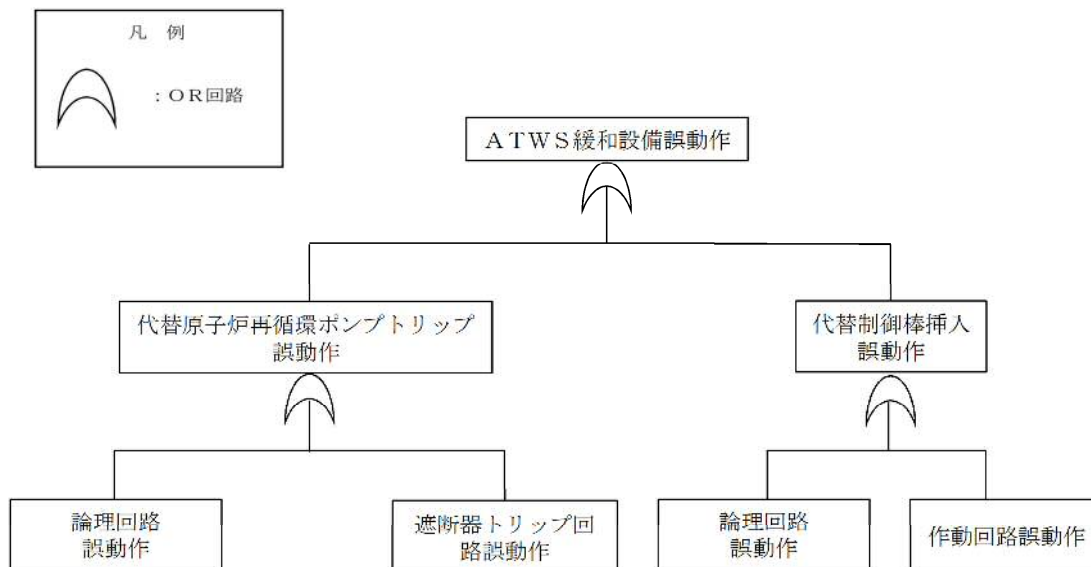 凡 例
：ＯＲ回路
ＡＴＷＳ緩和設備誤動作
代替原子炉再循環ポンプトリップ
誤動作
代替制御棒挿入
誤動作
論理回路
誤動作
遮断器トリップ回
路誤動作
論理回路
誤動作
作動回路誤動作